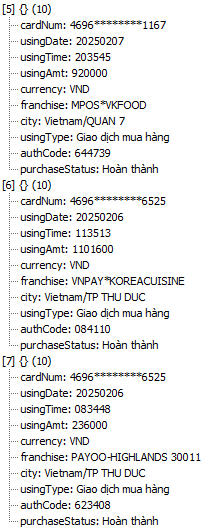 [5] {} (10)
cardNum: 4696********1167
usingDate: 20250207
usingTime: 203545
usingAmt: 920000
currency: VND
franchise: MPOS*VKFOOD
city: Vietnam/QUAN 7
usingType: Giao dịch mua hàng
authCode: 644739
purchaseStatus: Hoàn thành
[6] {} (10)
cardNum: 4696********6525
usingDate: 20250206
usingTime: 113513
usingAmt: 1101600
currency: VND
franchise: VNPAY*KOREACUISINE
city: Vietnam/TP THU DUC
usingType: Giao dịch mua hàng
authCode: 084110
purchaseStatus: Hoàn thành
[7] {} (10)
cardNum: 4696********6525
usingDate: 20250206
usingTime: 083448
usingAmt: 236000
currency: VND
franchise: PAYOO-HIGHLANDS 30011
city: Vietnam/TP THU DUC
usingType: Giao dịch mua hàng
authCode: 623408
purchaseStatus: Hoàn thành